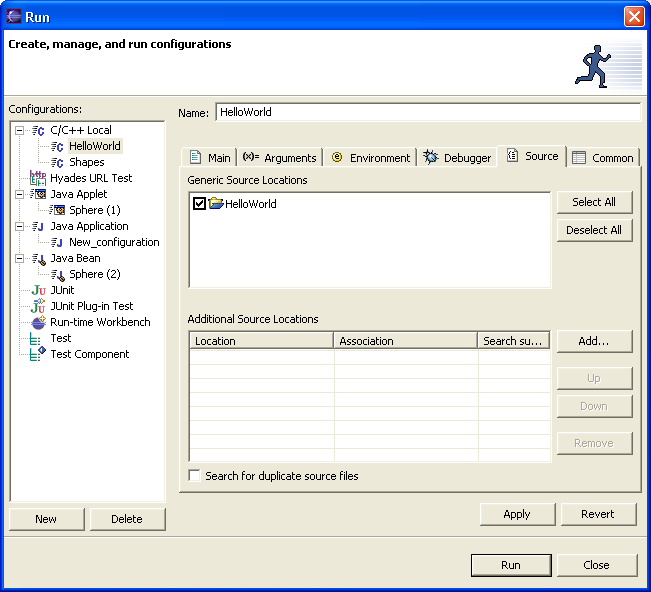 Run
Create, manage, and run configurations
Configurations:
C/C++ Local
HelloWorld
Shapes
Hyades URL Test
Java Applet
Sphere (1)
Java Application
New_configuration
Java Bean
Sphere (2)
JUnit
JUnit Plug-in Test
Run-time Workbench
Test
Test Component
New Delete
Name: HelloWorld
Main (x)= Arguments Environment Debugger Source Common
Generic Source Locations
HelloWorld
Select All
Deselect All
Additional Source Locations
Location Association Search su...
Add...
Up
Down
Remove
Search for duplicate source files
Apply Revert
Run Close